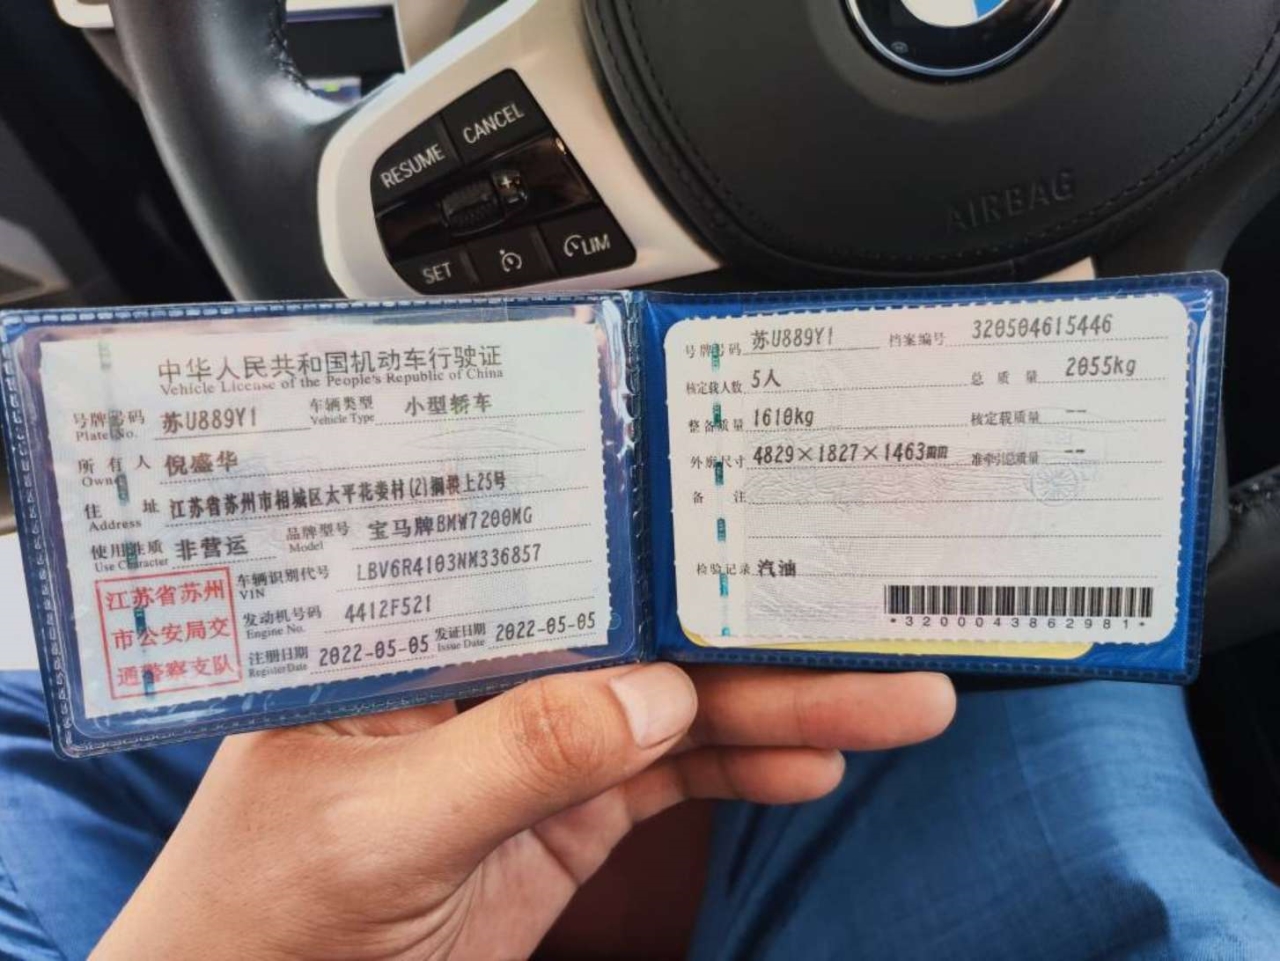 RESUME
CANCEL
SET
LIM
AIRBAG
中华人民共和国机动车行驶证
Vehicle License of the People's Republic of China
号牌号码 苏U889Y1 车辆类型 小型轿车
Plate No. Vehicle Type
所有人 倪盛华
Owner
住址 江苏省苏州市相城区太平花娄村(2)上25号
Address
使用性质 非营运 品牌型号 宝马牌BMW7200MG
Use Character Model
江苏省苏州
市公安局交
通警察支队
车辆识别代号 LBV6R4103NM336857
VIN
发动机号码 4412F521
Engine No.
注册日期 2022-05-05 发证日期 2022-05-05
Register Date Issue Date
号牌号码 苏U889Y1 档案编号 320504615446
核定载人数 5人 总质量 2055kg
整备质量 1610kg 核定载质量 --
外廓尺寸 4829×1827×1463mm 准牵引总质量 --
备注
检验记录 汽油
*3200043862981*